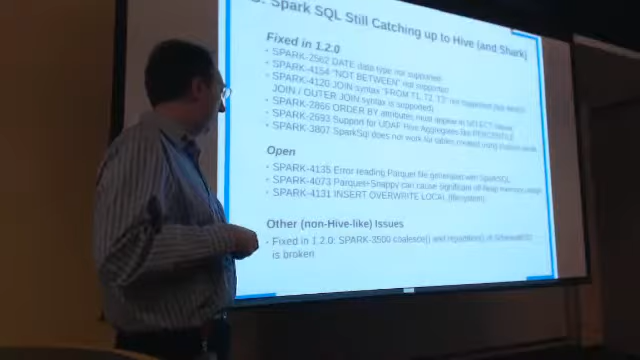 Spark SQL Still Catching up to Hive (and Shark)
Fixed in 1.2.0
• SPARK-2562 DATE data type not supported
• SPARK-4154 "NOT BETWEEN" not supported
• SPARK-4120 JOIN syntax "FROM T1, T2, T3" not supported
JOIN / OUTER JOIN syntax is supported)
• SPARK-2866 ORDER BY attributes must appear in SELECT
• SPARK-2693 Support for UDAF Hive Aggregates like PERCENTILE
• SPARK-3807 SparkSql does not work for tables created using custom
Open
• SPARK-4135 Error reading Parquet file generated with SparkSQL
• SPARK-4073 Parquet+Snappy can cause significant off-heap memory usage
• SPARK-4131 INSERT OVERWRITE LOCAL (filesystem)
Other (non-Hive-like) Issues
• Fixed in 1.2.0: SPARK-3500 coalesce() and repartition() of SchemaRDD
is broken